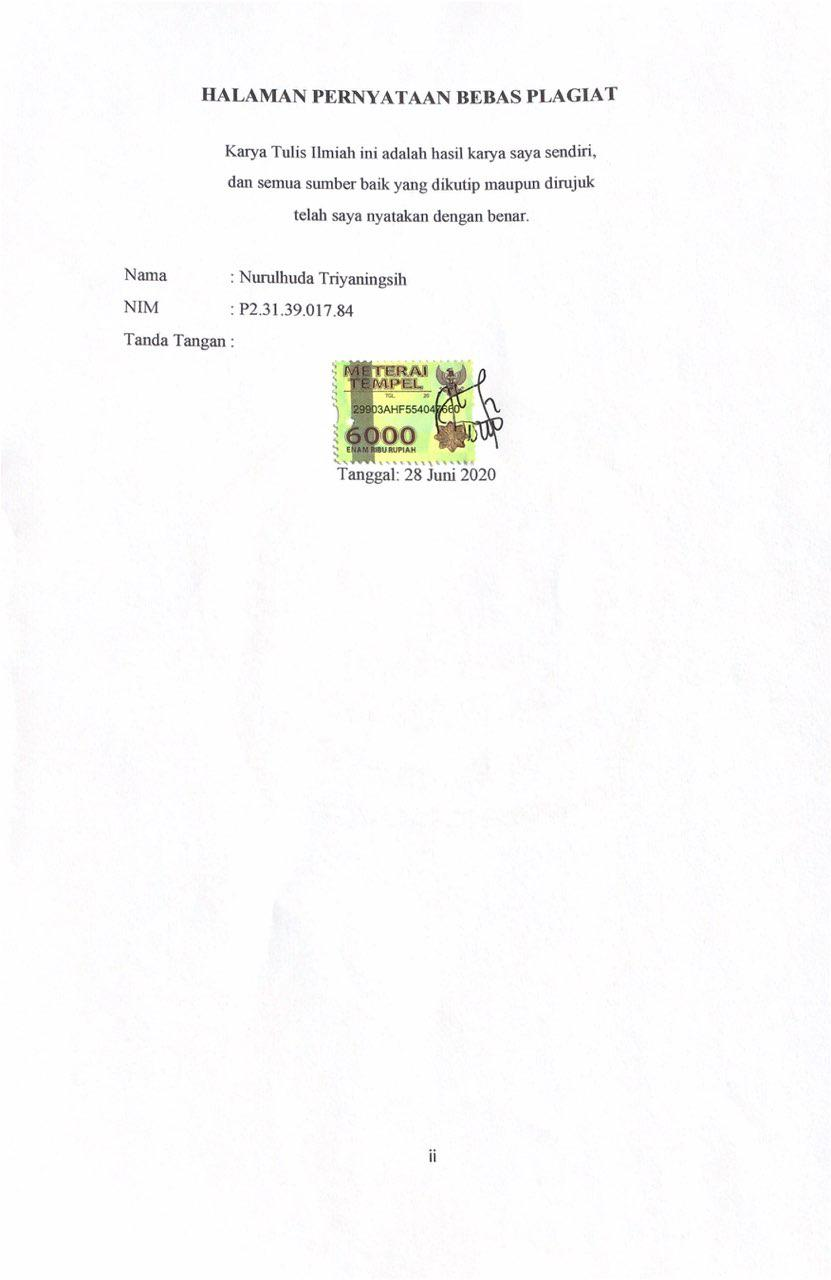 HALAMAN PERNYATAAN BEBAS PLAGIAT
Karya Tulis Ilmiah ini adalah hasil karya saya sendiri,
dan semua sumber baik yang dikutip maupun dirujuk
telah saya nyatakan dengan benar.
Nama : Nurulhuda Triyaningsih
NIM : P2.31.39.017.84
Tanda Tangan :
METERAI
TEMPEL
TGL. 20
6000
ENAM RIBU RUPIAH
Tanggal: 28 Juni 2020
ii